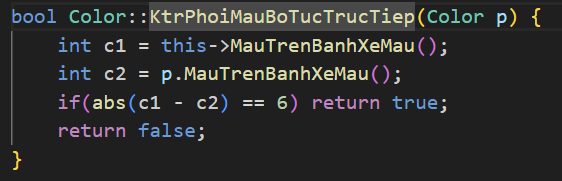 bool Color::KtrPhoiMauBoTucTrucTiep(Color p) {
    int c1 = this->MauTrenBanhXeMau();
    int c2 = p.MauTrenBanhXeMau();
    if(abs(c1 - c2) == 6) return true;
    return false;
}